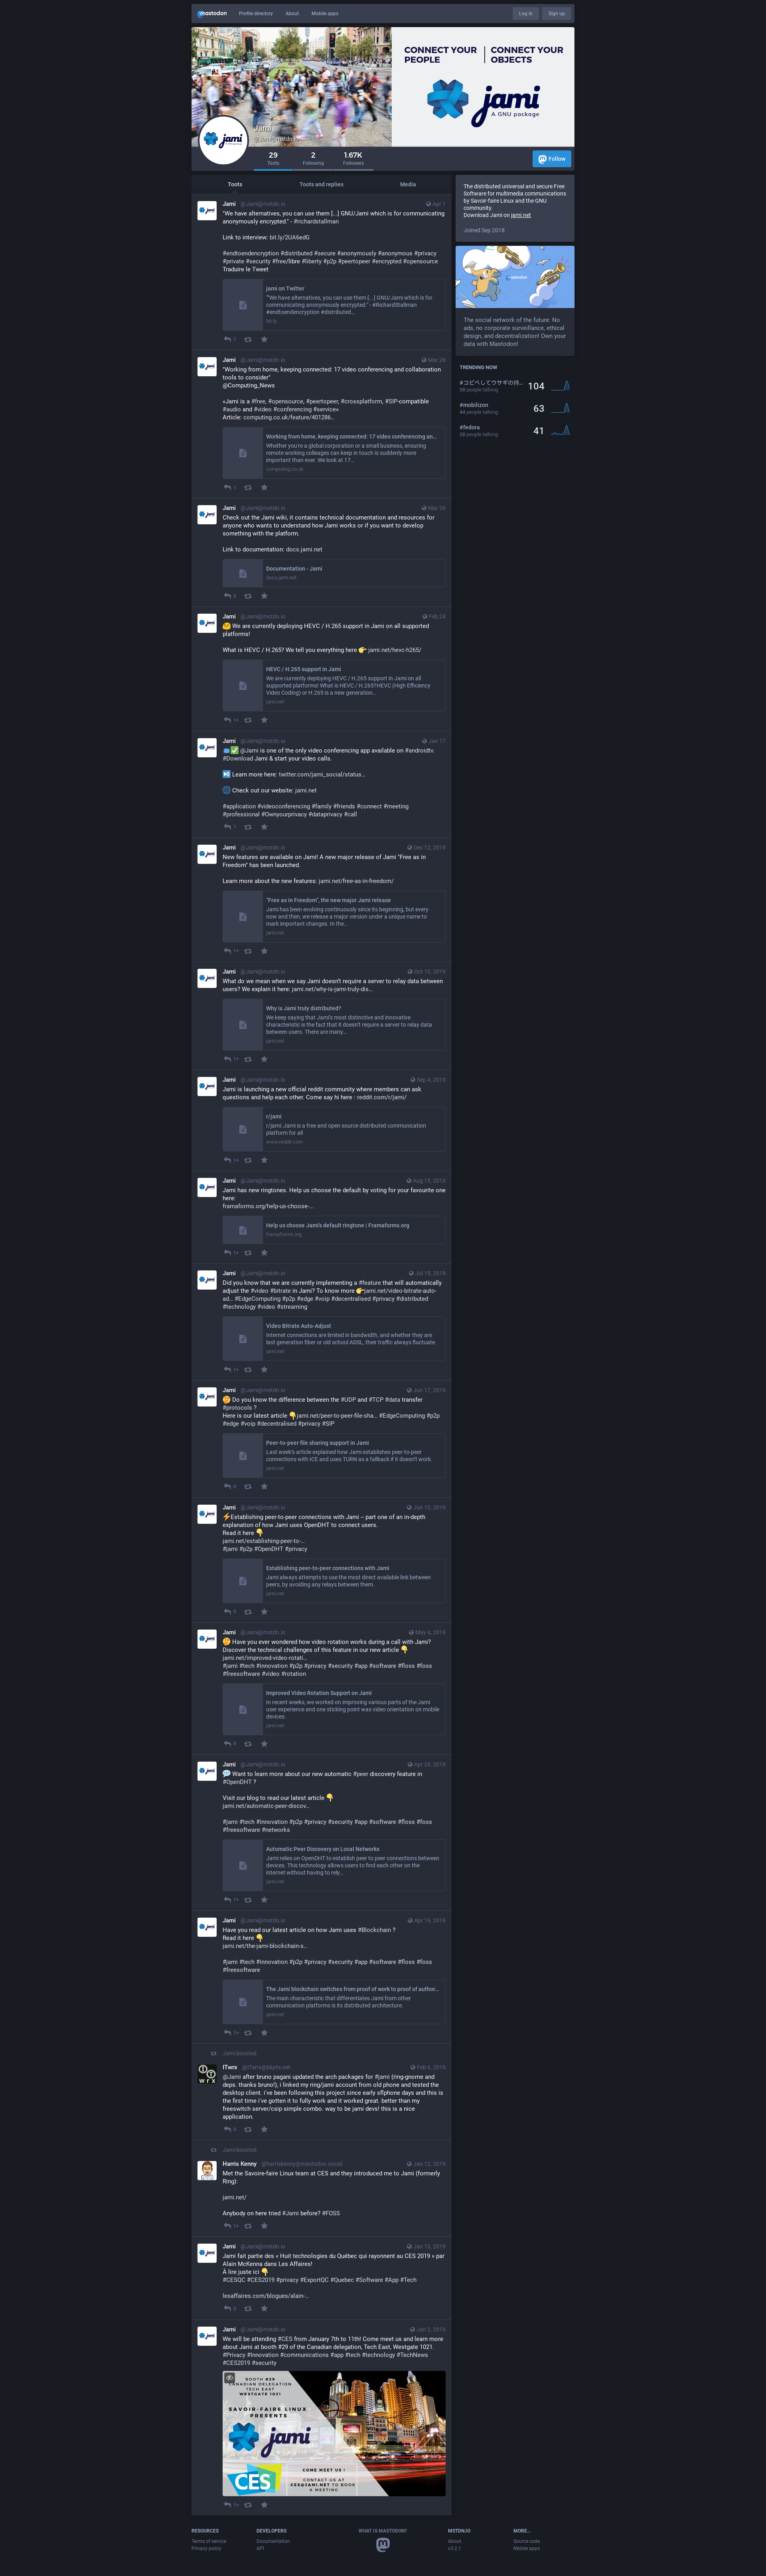 mastodon Profile directory About Mobile apps Log in Sign up
CONNECT YOUR PEOPLE | CONNECT YOUR OBJECTS
jami
A GNU package
jami
Jami
29 Toots 2 Following 1.67K Followers Follow
Toots Toots and replies Media
Jami @Jami@mstdn.io Apr 1
"We have alternatives, you can use them [...] GNU/Jami which is for communicating
anonymously encrypted." - #richardstallman
Link to interview: bit.ly/2UA6edG
#endtoendencryption #distributed #secure #anonymously #anonymous #privacy
#private #security #free/libre #liberty #p2p #peertopeer #encrypted #opensource
Traduire le Tweet
jami on Twitter
""We have alternatives, you can use them [...] GNU/Jami which is for
communicating anonymously encrypted." - #RichardStallman
#endtoendencryption #distributed…
bit.ly
Jami @Jami@mstdn.io Mar 26
"Working from home, keeping connected: 17 video conferencing and collaboration
tools to consider"
@Computing_News
«Jami is a #free, #opensource, #peertopeer, #crossplatform, #SIP-compatible
#audio and #video #conferencing #service»
Article: computing.co.uk/feature/401286…
Working from home, keeping connected: 17 video conferencing an…
Whether you're a global corporation or a small business, ensuring
remote working colleages can keep in touch is suddenly more
important than ever. We look at 17…
computing.co.uk
Jami @Jami@mstdn.io Mar 26
Check out the Jami wiki, it contains technical documentation and resources for
anyone who wants to understand how Jami works or if you want to develop
something with the platform.
Link to documentation: docs.jami.net
Documentation - Jami
docs.jami.net
0
Jami @Jami@mstdn.io Feb 24
🤗 We are currently deploying HEVC / H.265 support in Jami on all supported
platforms!
What is HEVC / H.265? We tell you everything here 👉 jami.net/hevc-h265/
HEVC / H.265 support in Jami
We are currently deploying HEVC / H.265 support in Jami on all
supported platforms! What is HEVC / H.265?HEVC (High Efficiency
Video Coding) or H.265 is a new generation…
jami.net
1+
Jami @Jami@mstdn.io Jan 17
✅ @Jami is one of the only video conferencing app available on #androidtv.
#Download Jami & start your video calls.
⏯ Learn more here: twitter.com/jami_social/status…
🌐 Check out our website: jami.net
#application #videoconferencing #family #friends #connect #meeting
#professional #Ownyourprivacy #dataprivacy #call
Jami @Jami@mstdn.io Dec 12, 2019
New features are available on Jami! A new major release of Jami "Free as in
Freedom" has been launched.
Learn more about the new features: jami.net/free-as-in-freedom/
"Free as in Freedom", the new major Jami release
Jami has been evolving continuously since its beginning, but every
now and then, we release a major version under a unique name to
mark important changes. In the…
jami.net
1+
Jami @Jami@mstdn.io Oct 10, 2019
What do we mean when we say Jami doesn't require a server to relay data between
users? We explain it here: jami.net/why-is-jami-truly-dis…
Why is Jami truly distributed?
We keep saying that Jami's most distinctive and innovative
characteristic is the fact that it doesn't require a server to relay data
between users. There are many…
jami.net
1+
Jami @Jami@mstdn.io Sep 4, 2019
Jami is launching a new official reddit community where members can ask
questions and help each other. Come say hi here : reddit.com/r/jami/
r/jami
r/jami: Jami is a free and open source distributed communication
platform for all
www.reddit.com
1+
Jami @Jami@mstdn.io Aug 15, 2019
Jami has new ringtones. Help us choose the default by voting for your favourite one
here:
framaforms.org/help-us-choose-…
Help us choose Jami's default ringtone | Framaforms.org
framaforms.org
1+
Jami @Jami@mstdn.io Jul 15, 2019
Did you know that we are currently implementing a #feature that will automatically
adjust the #video #bitrate in Jami? To know more 👉jami.net/video-bitrate-auto-
ad… #EdgeComputing #p2p #edge #voip #decentralised #privacy #distributed
#technology #video #streaming
Video Bitrate Auto-Adjust
Internet connections are limited in bandwidth, and whether they are
last generation fiber or old school ADSL, their traffic always fluctuate.
jami.net
1+
Jami @Jami@mstdn.io Jun 17, 2019
🤔 Do you know the difference between the #UDP and #TCP #data transfer
#protocols ?
Here is our latest article 👇jami.net/peer-to-peer-file-sha… #EdgeComputing #p2p
#edge #voip #decentralised #privacy #SIP
Peer-to-peer file sharing support in Jami
Last week's article explained how Jami establishes peer-to-peer
connections with ICE and uses TURN as a fallback if it doesn't work.
jami.net
0
Jami @Jami@mstdn.io Jun 10, 2019
⚡Establishing peer-to-peer connections with Jami – part one of an in-depth
explanation of how Jami uses OpenDHT to connect users.
Read it here 👇
jami.net/establishing-peer-to-…
#jami #p2p #OpenDHT #privacy
Establishing peer-to-peer connections with Jami
Jami always attempts to use the most direct available link between
peers, by avoiding any relays between them.
jami.net
0
Jami @Jami@mstdn.io May 4, 2019
🤔 Have you ever wondered how video rotation works during a call with Jami?
Discover the technical challenges of this feature in our new article 👇
jami.net/improved-video-rotati…
#jami #tech #innovation #p2p #privacy #security #app #software #floss #foss
#freesoftware #video #rotation
Improved Video Rotation Support on Jami
In recent weeks, we worked on improving various parts of the Jami
user experience and one sticking point was video orientation on mobile
devices.
jami.net
0
Jami @Jami@mstdn.io Apr 29, 2019
💬 Want to learn more about our new automatic #peer discovery feature in
#OpenDHT ?
Visit our blog to read our latest article 👇
jami.net/automatic-peer-discov…
#jami #tech #innovation #p2p #privacy #security #app #software #floss #foss
#freesoftware #networks
Automatic Peer Discovery on Local Networks
Jami relies on OpenDHT to establish peer to peer connections between
devices. This technology allows users to find each other on the
internet without having to rely…
jami.net
1+
Jami @Jami@mstdn.io Apr 19, 2019
Have you read our latest article on how Jami uses #Blockchain ?
Read it here 👇
jami.net/the-jami-blockchain-s…
#jami #tech #innovation #p2p #privacy #security #app #software #floss #foss
#freesoftware
The Jami blockchain switches from proof of work to proof of author…
The main characteristic that differentiates Jami from other
communication platforms is its distributed architecture.
jami.net
1+
Jami boosted
ITwrx @ITwrx@blurts.net Feb 6, 2019
@Jami after bruno pagani updated the arch packages for #jami (ring-gnome and
deps. thanks bruno!), i linked my ring/jami account from old phone and tested the
desktop client. i've been following this project since early sflphone days and this is
the first time i've gotten it to fully work and it worked great. better than my
freeswitch server/csip simple combo. way to be jami devs! this is a nice
application.
Jami boosted
Harris Kenny @harriskenny@mastodon.social Jan 12, 2019
Met the Savoire-faire Linux team at CES and they introduced me to Jami (formerly
Ring):
jami.net/
Anybody on here tried #Jami before? #FOSS
1+
Jami @Jami@mstdn.io Jan 10, 2019
Jami fait partie des « Huit technologies du Québec qui rayonnent au CES 2019 » par
Alain McKenna dans Les Affaires!
À lire juste ici 👇
#CESQC #CES2019 #privacy #ExportQC #Quebec #Software #App #Tech
lesaffaires.com/blogues/alain-…
0
Jami @Jami@mstdn.io Jan 2, 2019
We will be attending #CES from January 7th to 11th! Come meet us and learn more
about Jami at booth #29 of the Canadian delegation, Tech East, Westgate 1021.
#Privacy #Innovation #communications #app #tech #technology #TechNews
#CES2019 #security
BOOTH #29
CANADIAN DELEGATION
TECH EAST
WESTGATE 1021
SAVOIR-FAIRE LINUX
PRESENTS
jami
CES
COME MEET US !
CONTACT US AT
CES@JAMI.NET TO BOOK
A MEETING
1+
The distributed universal and secure Free
Software for multimedia communications
by Savoir-faire Linux and the GNU
community.
Download Jami on jami.net
Joined Sep 2018
mastodon
The social network of the future: No
ads, no corporate surveillance, ethical
design, and decentralization! Own your
data with Mastodon!
TRENDING NOW
#コピペしてウサギの持… 104
people talking
#mobilizon 63
44 people talking
#fedora 41
28 people talking
RESOURCES
Terms of service
Privacy policy
DEVELOPERS
Documentation
API
WHAT IS MASTODON?
MSTDN.IO
About
v3.2.1
MORE…
Source code
Mobile apps